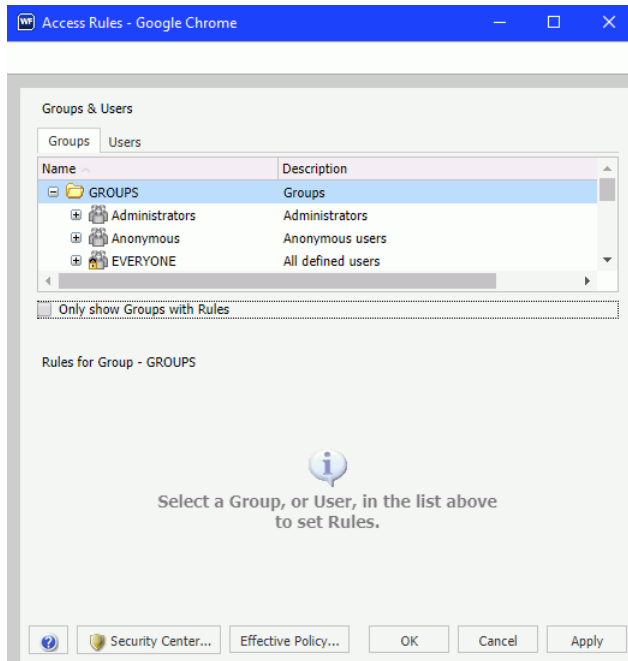 WF Access Rules - Google Chrome
Groups & Users
Groups Users
Name Description
GROUPS Groups
Administrators Administrators
Anonymous Anonymous users
EVERYONE All defined users
Only show Groups with Rules
Rules for Group - GROUPS
Select a Group, or User, in the list above
to set Rules.
Security Center... Effective Policy... OK Cancel Apply